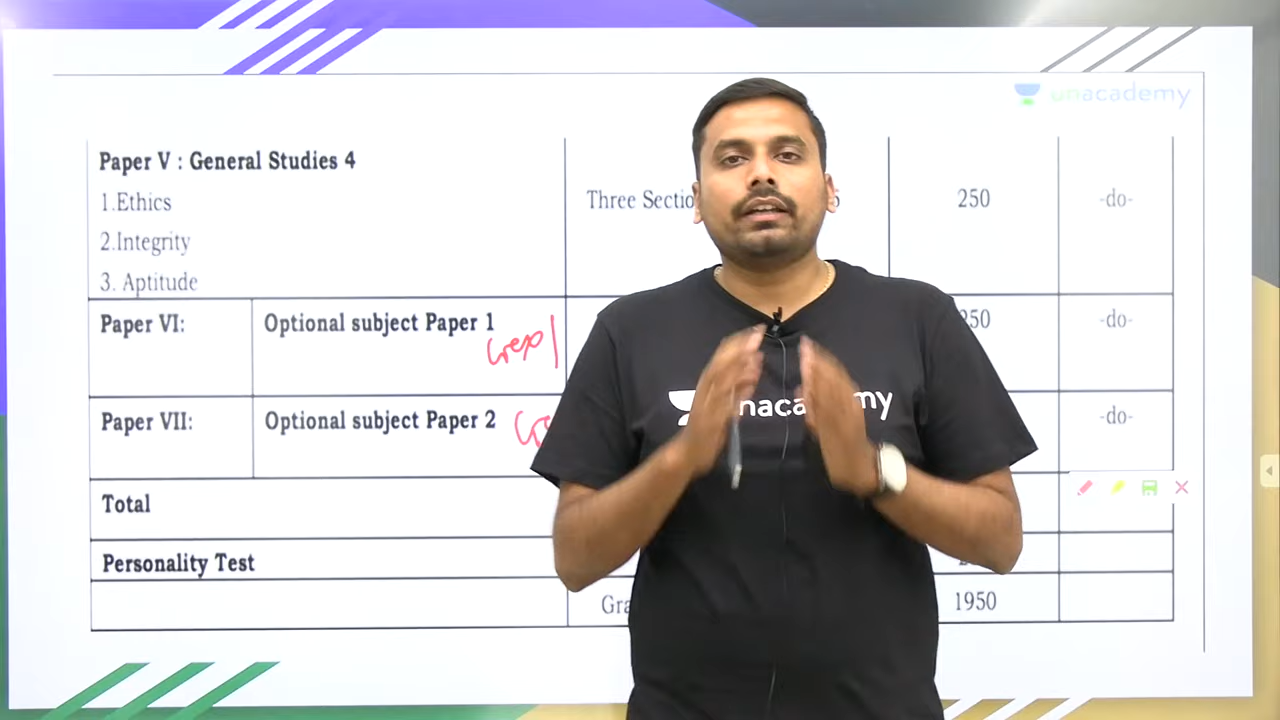 unacademy
Paper V : General Studies 4
1.Ethics
2.Integrity
3. Aptitude
Three Sectio
250
-do-
Paper VI:
Optional subject Paper 1
250
-do-
Paper VII:
Optional subject Paper 2
-do-
Total
Personality Test
Gra
1950
unacademy